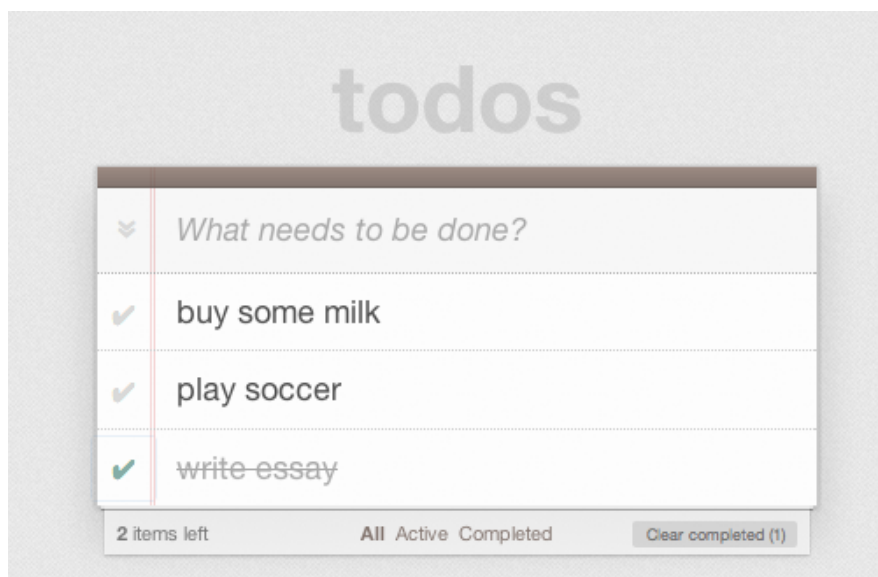 todos
What needs to be done?
buy some milk
play soccer
write essay
2 items left All Active Completed Clear completed (1)